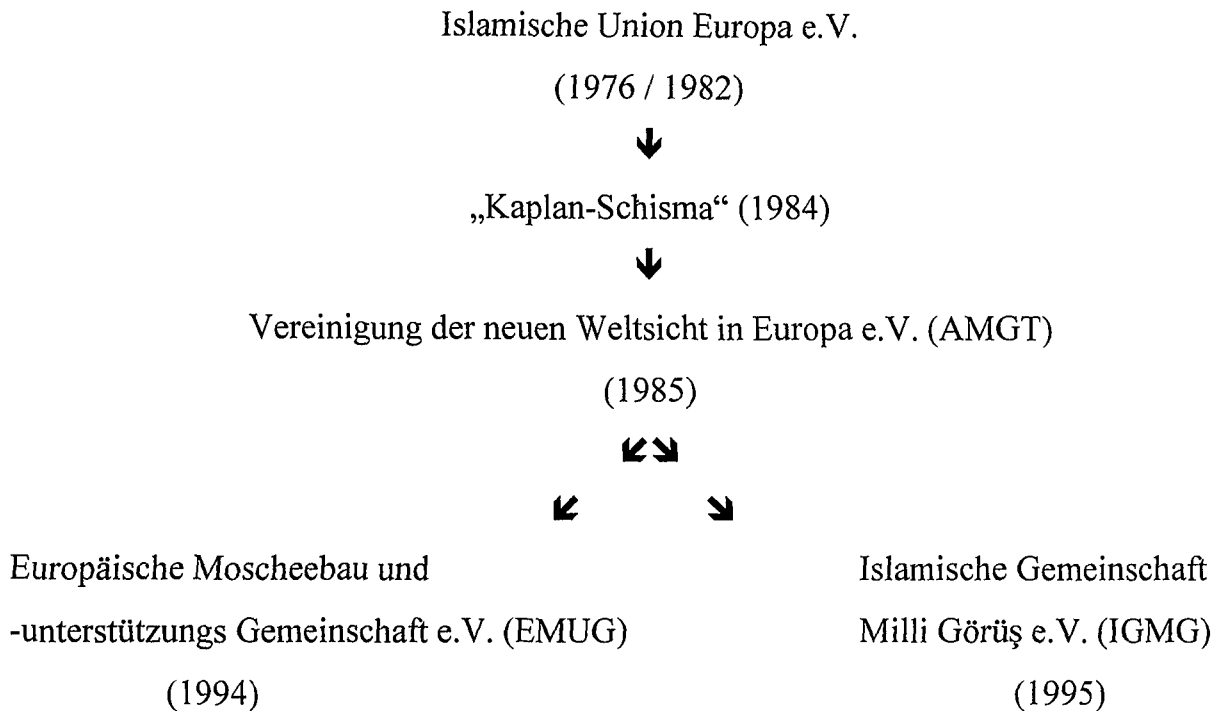 Islamische Union Europa e.V.
(1976 / 1982)
„Kaplan-Schisma“ (1984)
Vereinigung der neuen Weltsicht in Europa e.V. (AMGT)
(1985)
Europäische Moscheebau und
-unterstützungs Gemeinschaft e.V. (EMUG)
(1994)
Islamische Gemeinschaft
Milli Görüş e.V. (IGMG)
(1995)